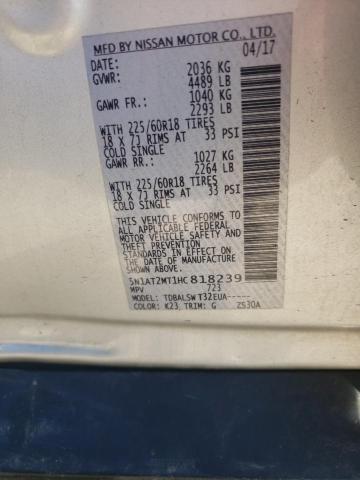 MFD BY NISSAN MOTOR CO., LTD.
DATE: 04/17
GVWR: 2036 KG
4489 LB
GAWR FR.: 1040 KG
2293 LB
WITH 225/60R18 TIRES
18 X 7J RIMS AT 33 PSI
COLD SINGLE
GAWR RR.: 1027 KG
2264 LB
WITH 225/60R18 TIRES
18 X 7J RIMS AT 33 PSI
COLD SINGLE
THIS VEHICLE CONFORMS TO
ALL APPLICABLE FEDERAL
MOTOR VEHICLE SAFETY AND
THEFT PREVENTION
STANDARDS IN EFFECT ON THE
DATE OF MANUFACTURE SHOWN
ABOVE.
5N1AT2MT1HC818239
MPV 723
MODEL: TDBALSW T32EUA-----
COLOR: K23 TRIM: G ZS30A